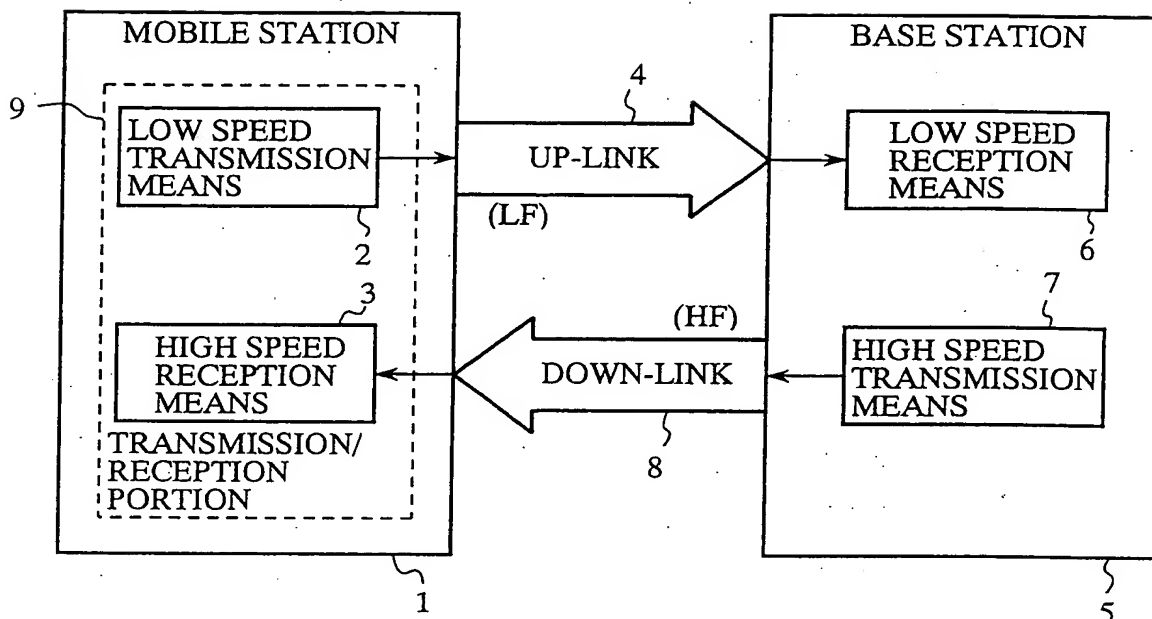 MOBILE STATION
9
LOW SPEED
TRANSMISSION
MEANS
2
3
HIGH SPEED
RECEPTION
MEANS
TRANSMISSION/
RECEPTION
PORTION
1
4
UP-LINK
(LF)
(HF)
DOWN-LINK
8
BASE STATION
LOW SPEED
RECEPTION
MEANS
6
7
HIGH SPEED
TRANSMISSION
MEANS
5